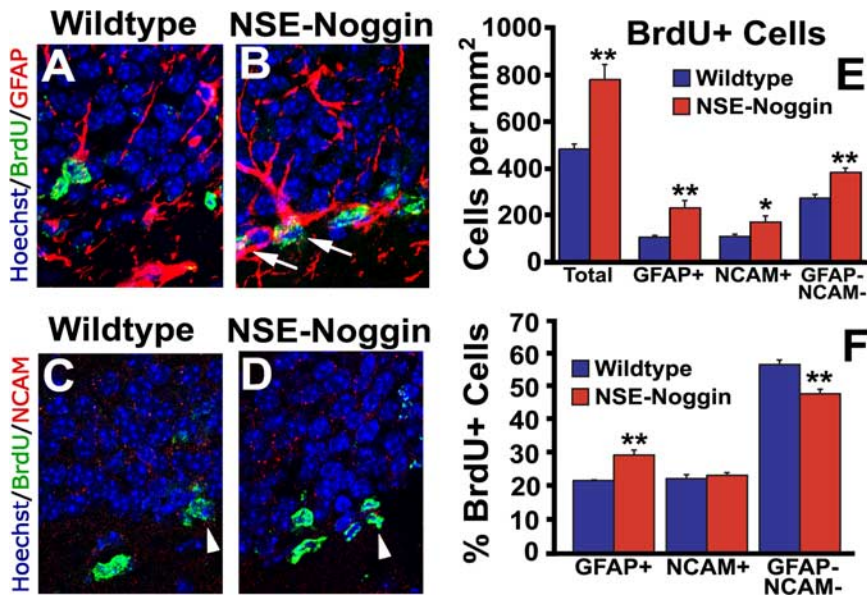 Wildtype
NSE-Noggin
A
B
Hoechst/BrdU/GFAP
Wildtype
NSE-Noggin
C
D
Hoechst/BrdU/NCAM
BrdU+ Cells
E
Wildtype
NSE-Noggin
Cells per mm2
1000
800
600
400
200
0
**
**
*
**
Total
GFAP+
NCAM+
GFAP-
NCAM-
F
Wildtype
NSE-Noggin
% BrdU+ Cells
70
60
50
40
30
20
10
0
**
**
GFAP+
NCAM+
GFAP-
NCAM-